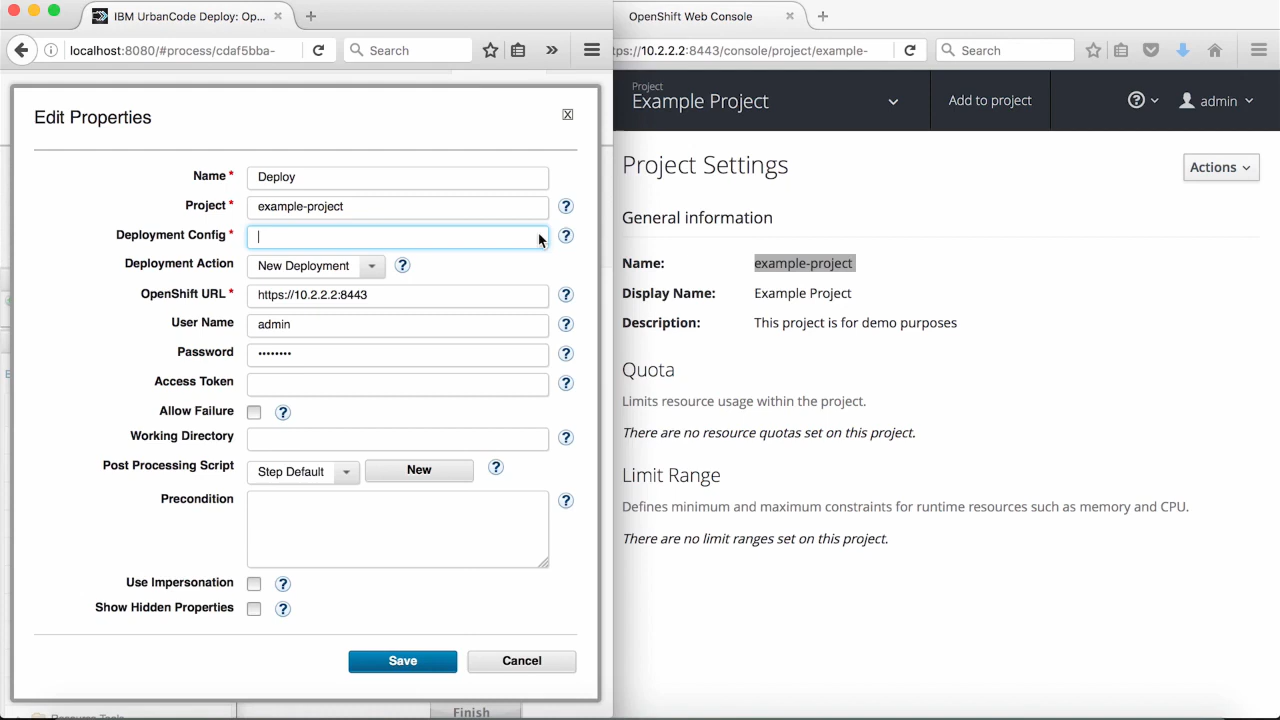 IBM UrbanCode Deploy: Op...
localhost:8080/#process/cdaf5bba-
Search
Edit Properties
Name *
Deploy
Project *
example-project
Deployment Config *
Deployment Action
New Deployment
OpenShift URL *
https://10.2.2.2:8443
User Name
admin
Password
••••••••
Access Token
Allow Failure
Working Directory
Post Processing Script
Step Default
New
Precondition
Use Impersonation
Show Hidden Properties
Save
Cancel
Finish
OpenShift Web Console
tps://10.2.2.2:8443/console/project/example-
Search
Project
Example Project
Add to project
admin
Project Settings
Actions
General information
Name:
example-project
Display Name:
Example Project
Description:
This project is for demo purposes
Quota
Limits resource usage within the project.
There are no resource quotas set on this project.
Limit Range
Defines minimum and maximum constraints for runtime resources such as memory and CPU.
There are no limit ranges set on this project.